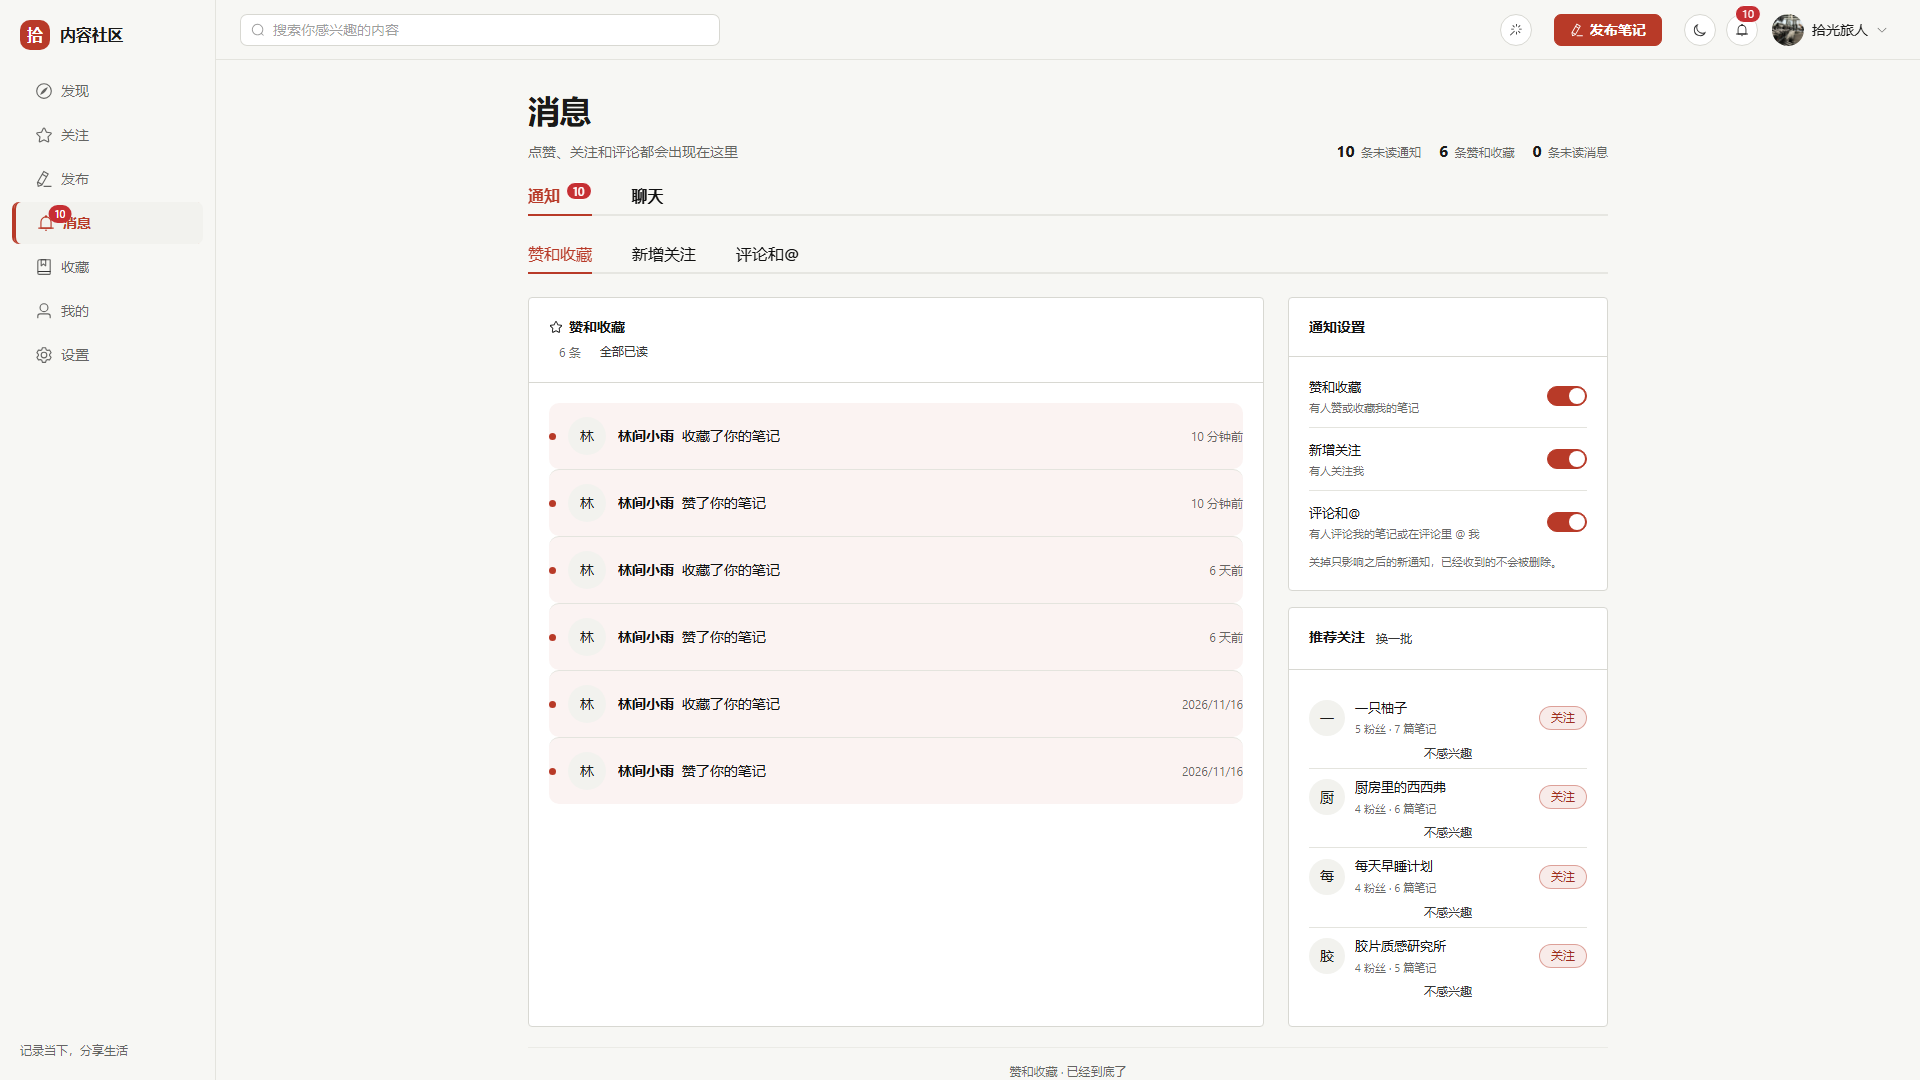 拾 内容社区
搜索你感兴趣的内容
发布笔记
10
拾光旅人
发现
关注
发布
10
消息
收藏
我的
设置
记录当下，分享生活
消息
点赞、关注和评论都会出现在这里
10 条未读通知 6 条赞和收藏 0 条未读消息
通知 10 聊天
赞和收藏 新增关注 评论和@
赞和收藏
6 条 全部已读
林 林间小雨 收藏了你的笔记 10 分钟前
林 林间小雨 赞了你的笔记 10 分钟前
林 林间小雨 收藏了你的笔记 6 天前
林 林间小雨 赞了你的笔记 6 天前
林 林间小雨 收藏了你的笔记 2026/11/16
林 林间小雨 赞了你的笔记 2026/11/16
通知设置
赞和收藏
有人赞或收藏我的笔记
新增关注
有人关注我
评论和@
有人评论我的笔记或在评论里 @ 我
关掉只影响之后的新通知，已经收到的不会被删除。
推荐关注 换一批
一 一只柚子 关注
5 粉丝 · 7 篇笔记
不感兴趣
厨 厨房里的西西弗 关注
4 粉丝 · 6 篇笔记
不感兴趣
每 每天早睡计划 关注
4 粉丝 · 6 篇笔记
不感兴趣
胶 胶片质感研究所 关注
4 粉丝 · 5 篇笔记
不感兴趣
赞和收藏 · 已经到底了